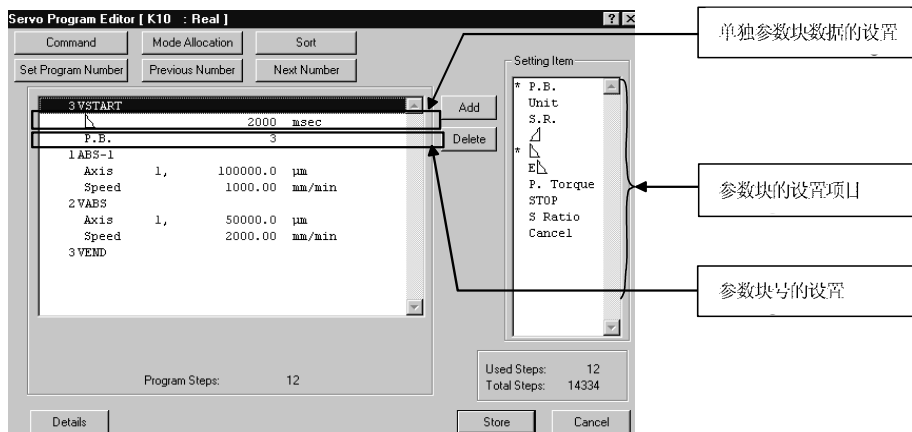 Servo Program Editor [ K10 : Real ]
Command Mode Allocation Sort
Set Program Number Previous Number Next Number
3 VSTART
2000 msec
P.B. 3
1 ABS-1
Axis 1, 100000.0 μm
Speed 1000.00 mm/min
2 VABS
Axis 1, 50000.0 μm
Speed 2000.00 mm/min
3 VEND
Add
Delete
Setting Item
* P.B.
Unit
S.R.
*
E
P. Torque
STOP
S Ratio
Cancel
Program Steps: 12
Used Steps: 12
Total Steps: 14334
Details Store Cancel
单独参数块数据的设置
参数块的设置项目
参数块号的设置